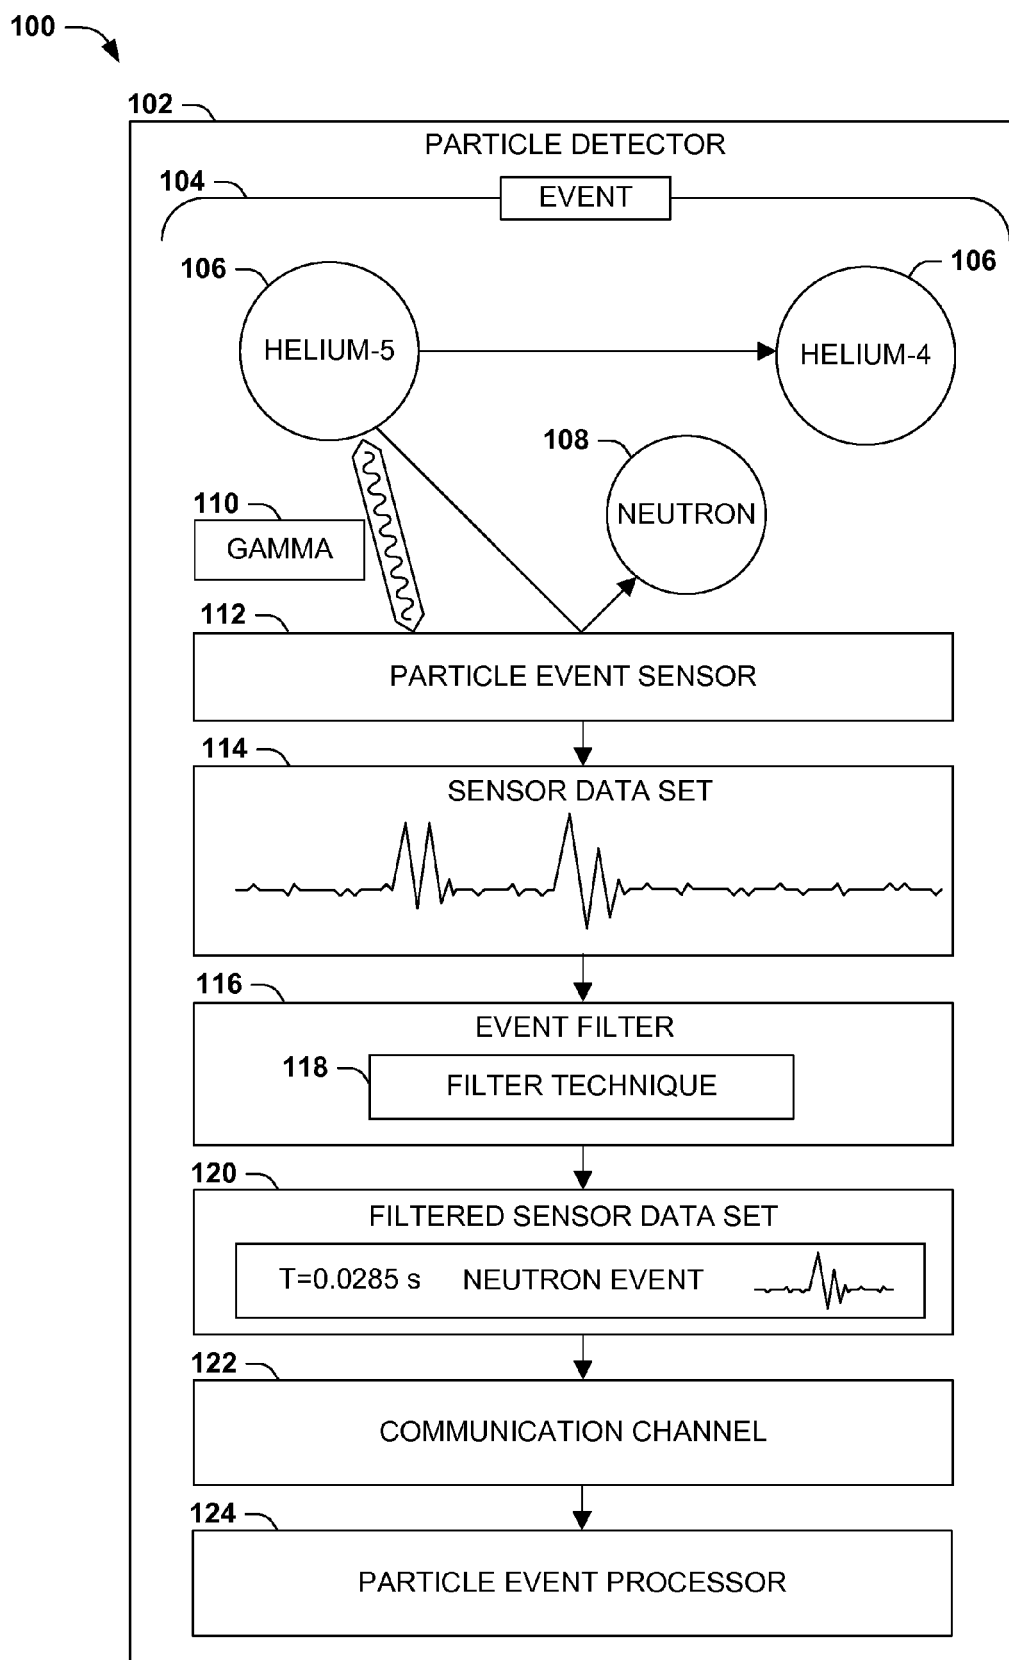 100
102
PARTICLE DETECTOR
104
EVENT
106
106
HELIUM-5
HELIUM-4
108
NEUTRON
110
GAMMA
112
PARTICLE EVENT SENSOR
114
SENSOR DATA SET
116
EVENT FILTER
118
FILTER TECHNIQUE
120
FILTERED SENSOR DATA SET
T=0.0285 s NEUTRON EVENT
122
COMMUNICATION CHANNEL
124
PARTICLE EVENT PROCESSOR